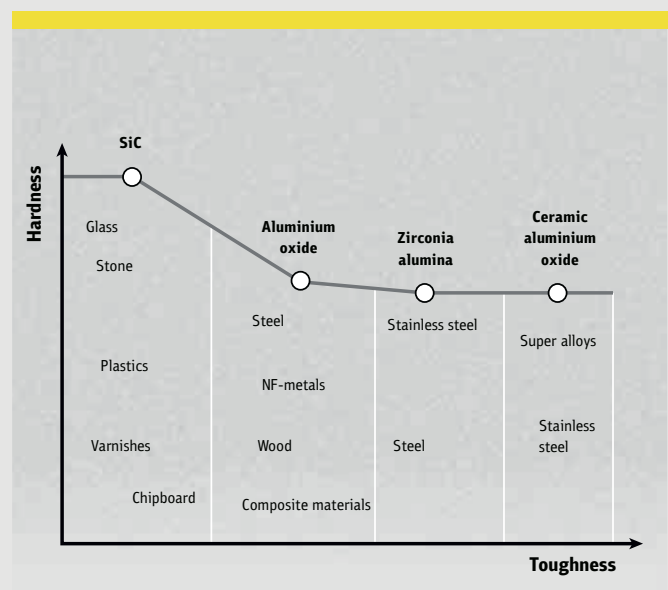 SiC
Hardness
Glass
Stone
Plastics
Varnishes
Chipboard
Aluminium
oxide
Steel
NF-metals
Wood
Composite materials
Zirconia
alumina
Stainless steel
Steel
Ceramic
aluminium
oxide
Super alloys
Stainless
steel
Toughness